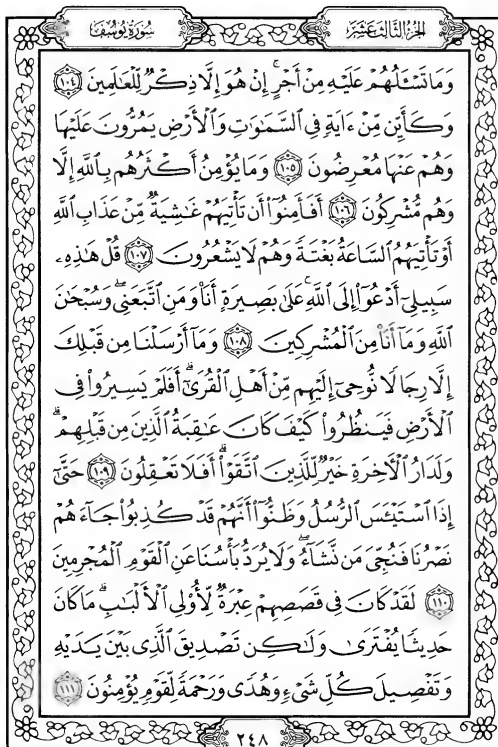 الجزء الثالث عشر
سورة يوسف
وَمَا تَسْـَٔلُهُمْ عَلَيْهِ مِنْ أَجْرٍ ۚ إِنْ هُوَ إِلَّا ذِكْرٌ لِّلْعَٰلَمِينَ ١٠٤
وَكَأَيِّن مِّنْ ءَايَةٍ فِى ٱلسَّمَٰوَٰتِ وَٱلْأَرْضِ يَمُرُّونَ عَلَيْهَا
وَهُمْ عَنْهَا مُعْرِضُونَ ١٠٥ وَمَا يُؤْمِنُ أَكْثَرُهُم بِٱللَّهِ إِلَّا
وَهُم مُّشْرِكُونَ ١٠٦ أَفَأَمِنُوٓا۟ أَن تَأْتِيَهُمْ غَٰشِيَةٌ مِّنْ عَذَابِ ٱللَّهِ
أَوْ تَأْتِيَهُمُ ٱلسَّاعَةُ بَغْتَةً وَهُمْ لَا يَشْعُرُونَ ١٠٧ قُلْ هَٰذِهِۦ
سَبِيلِىٓ أَدْعُوٓا۟ إِلَى ٱللَّهِ ۚ عَلَىٰ بَصِيرَةٍ أَنَا۠ وَمَنِ ٱتَّبَعَنِى ۖ وَسُبْحَٰنَ
ٱللَّهِ وَمَآ أَنَا۠ مِنَ ٱلْمُشْرِكِينَ ١٠٨ وَمَآ أَرْسَلْنَا مِن قَبْلِكَ
إِلَّا رِجَالًا نُّوحِىٓ إِلَيْهِم مِّنْ أَهْلِ ٱلْقُرَىٰٓ ۗ أَفَلَمْ يَسِيرُوا۟ فِى
ٱلْأَرْضِ فَيَنظُرُوا۟ كَيْفَ كَانَ عَٰقِبَةُ ٱلَّذِينَ مِن قَبْلِهِمْ ۗ
وَلَدَارُ ٱلْءَاخِرَةِ خَيْرٌ لِّلَّذِينَ ٱتَّقَوْا۟ ۗ أَفَلَا تَعْقِلُونَ ١٠٩ حَتَّىٰٓ
إِذَا ٱسْتَيْـَٔسَ ٱلرُّسُلُ وَظَنُّوٓا۟ أَنَّهُمْ قَدْ كُذِبُوا۟ جَآءَهُمْ
نَصْرُنَا فَنُجِّىَ مَن نَّشَآءُ ۖ وَلَا يُرَدُّ بَأْسُنَا عَنِ ٱلْقَوْمِ ٱلْمُجْرِمِينَ
١١٠ لَقَدْ كَانَ فِى قَصَصِهِمْ عِبْرَةٌ لِّأُو۟لِى ٱلْأَلْبَٰبِ ۗ مَا كَانَ
حَدِيثًا يُفْتَرَىٰ وَلَٰكِن تَصْدِيقَ ٱلَّذِى بَيْنَ يَدَيْهِ
وَتَفْصِيلَ كُلِّ شَىْءٍ وَهُدًى وَرَحْمَةً لِّقَوْمٍ يُؤْمِنُونَ ١١١
٢٤٨